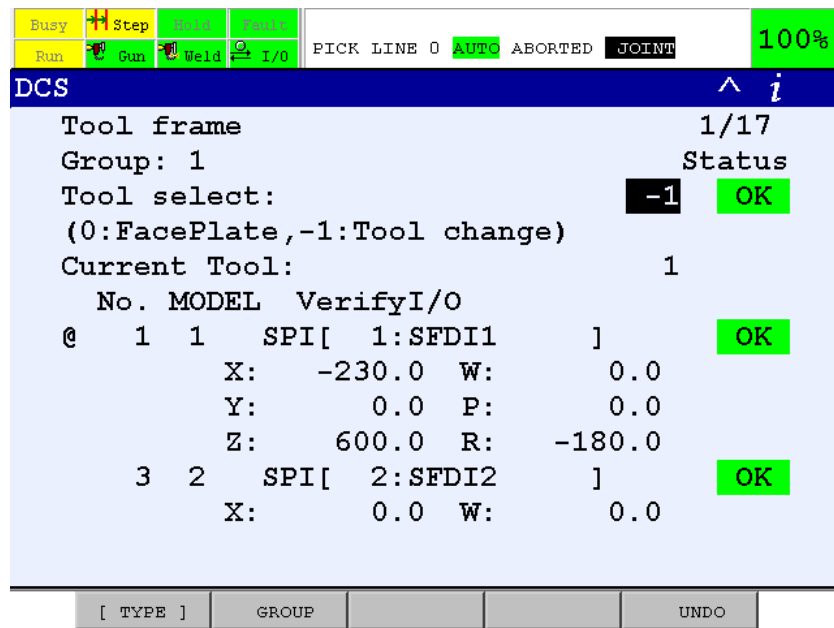 Busy Step Hold Fault
Run Gun Weld I/O PICK LINE 0 AUTO ABORTED JOINT 100%
DCS ^ i
Tool frame 1/17
Group: 1 Status
Tool select: -1 OK
(0:FacePlate,-1:Tool change)
Current Tool: 1
No. MODEL VerifyI/O
@ 1 1 SPI[ 1:SFDI1 ] OK
X: -230.0 W: 0.0
Y: 0.0 P: 0.0
Z: 600.0 R: -180.0
3 2 SPI[ 2:SFDI2 ] OK
X: 0.0 W: 0.0
[ TYPE ] GROUP UNDO